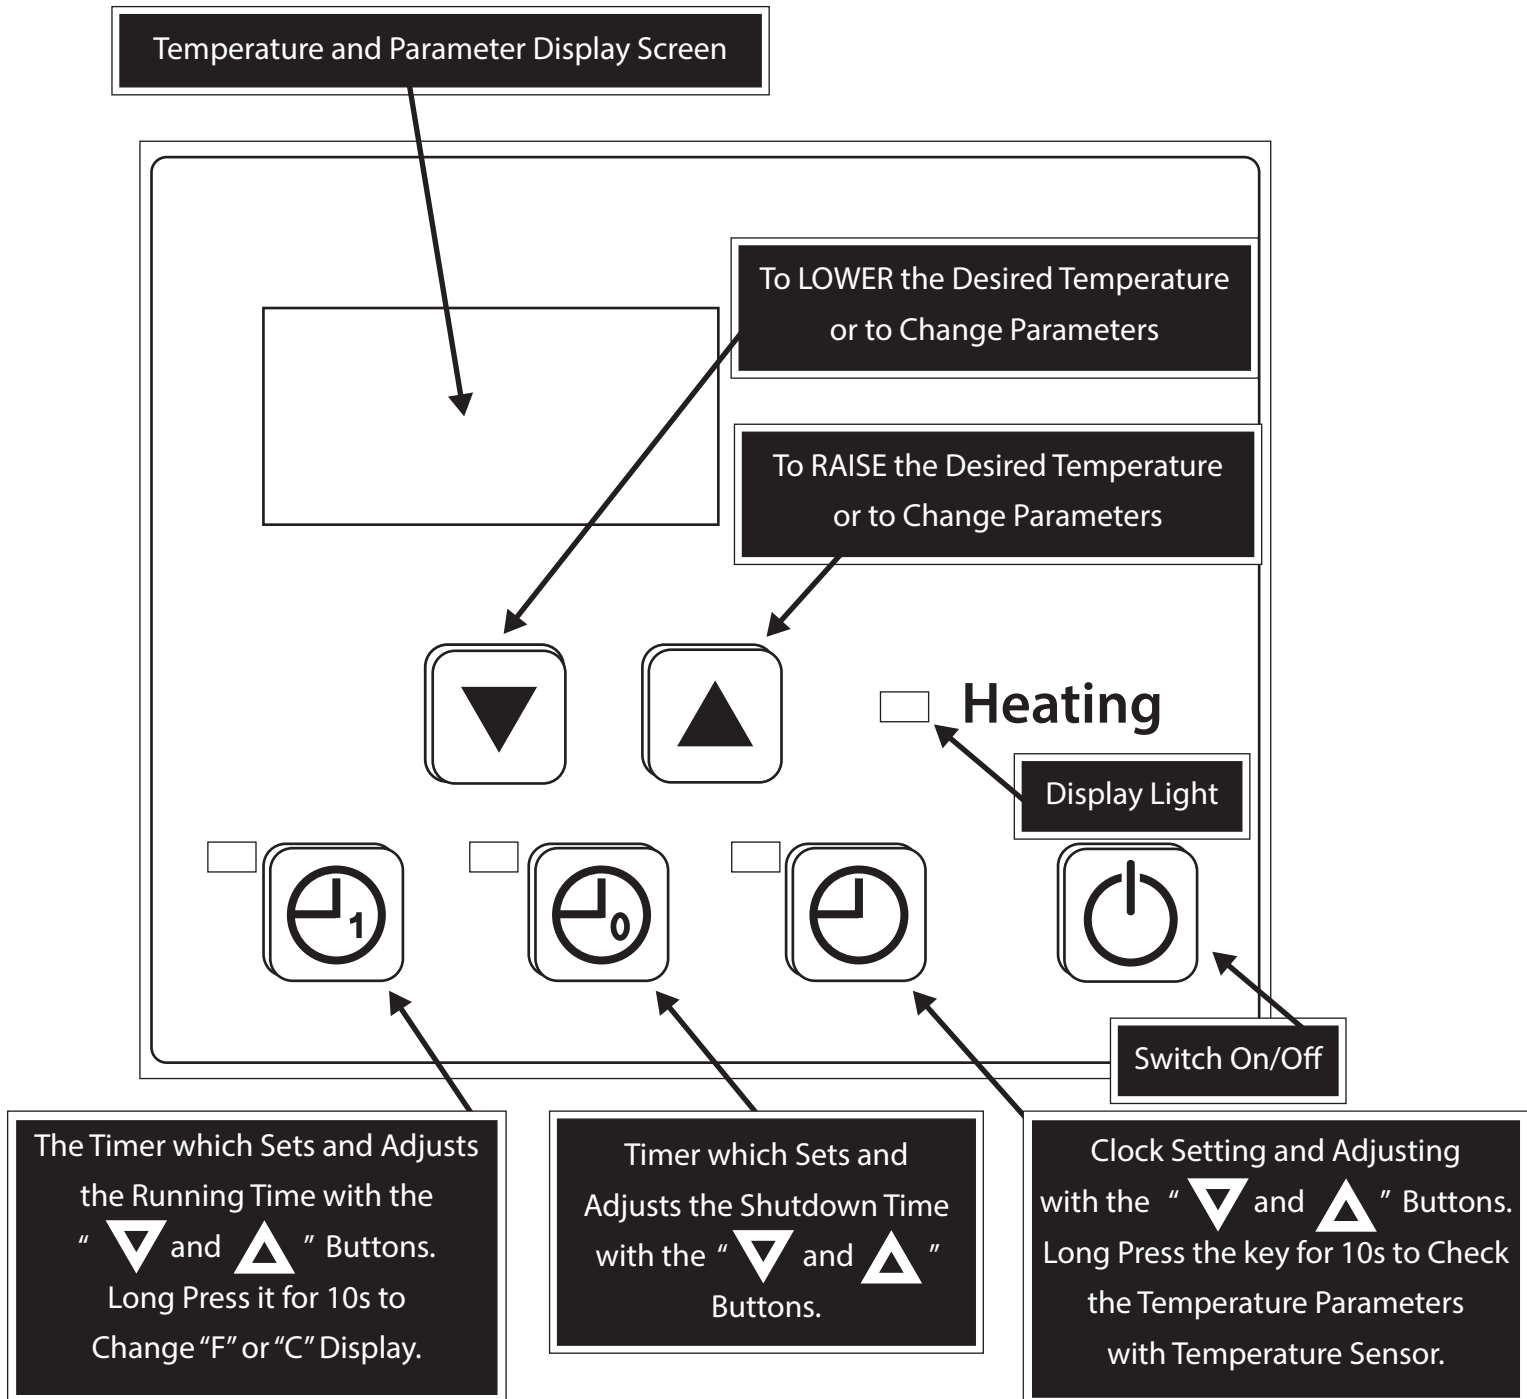 Temperature and Parameter Display Screen
To LOWER the Desired Temperature
or to Change Parameters
To RAISE the Desired Temperature
or to Change Parameters
Heating
Display Light
1
0
Switch On/Off
The Timer which Sets and Adjusts
the Running Time with the
“ ▽ and △ ” Buttons.
Long Press it for 10s to
Change “F” or “C” Display.
Timer which Sets and
Adjusts the Shutdown Time
with the “ ▽ and △ ”
Buttons.
Clock Setting and Adjusting
with the “ ▽ and △ ” Buttons.
Long Press the key for 10s to Check
the Temperature Parameters
with Temperature Sensor.